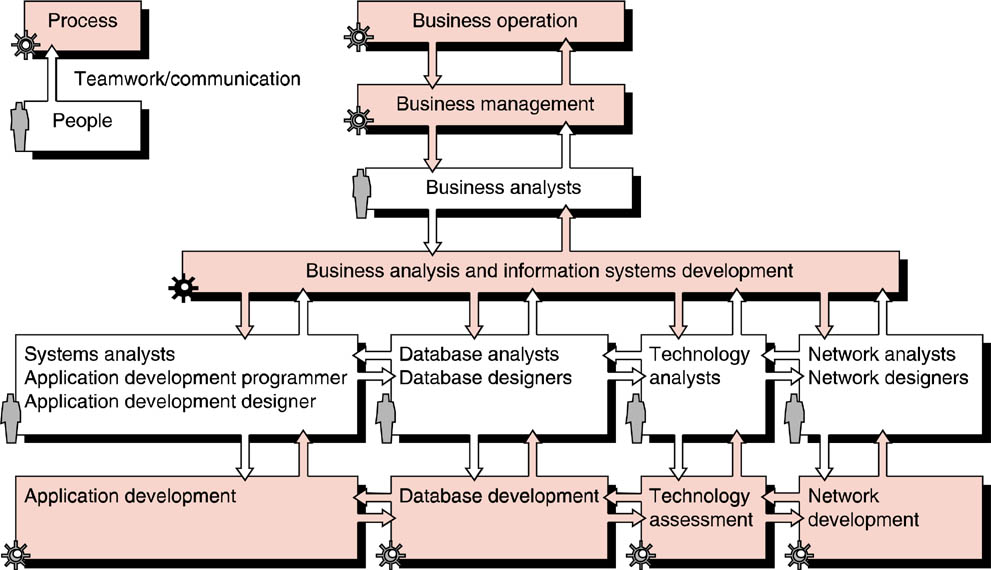 Process
Teamwork/communication
People
Business operation
Business management
Business analysts
Business analysis and information systems development
Systems analysts
Application development programmer
Application development designer
Database analysts
Database designers
Technology
analysts
Network analysts
Network designers
Application development
Database development
Technology
assessment
Network
development